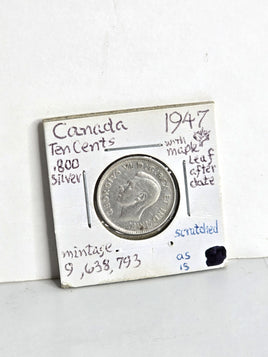 Canada 1947
Ten Cents
with
maple
leaf
after
date
.800
silver
scratched
as
is
mintage.
9,638,793